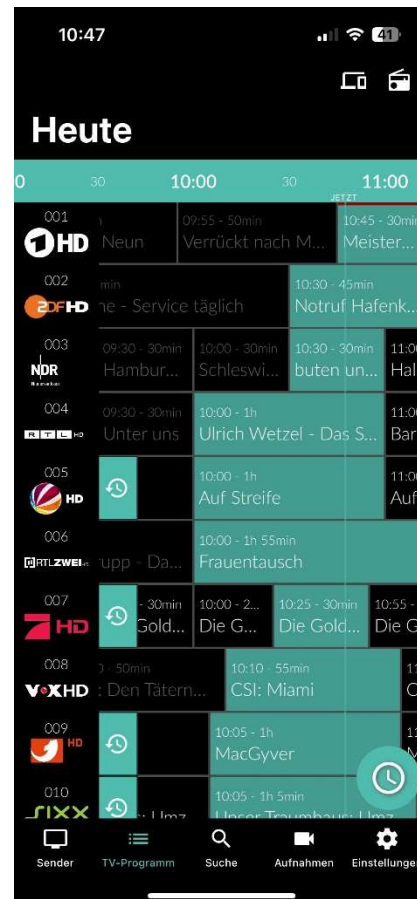 10:47
41
Heute
0 30 10:00 30 11:00
JETZT
001
HD
09:55 - 50min
10:45 - 30min
Neun
Verrückt nach M...
Meister...
002
ZDF HD
min
10:30 - 45min
ne - Service täglich
Notruf Hafenk...
003
NDR
09:30 - 30min
10:00 - 30min
10:30 - 30min
11:00
Hambur...
Schleswi...
buten un...
Hal
004
RTL HD
09:30 - 30min
10:00 - 1h
11:00
Unter uns
Ulrich Wetzel - Das S...
Bar
005
HD
10:00 - 1h
11:00
Auf Streife
Auf
006
RTLZWEI
10:00 - 1h 55min
upp - Da...
Frauentausch
007
HD
- 30min
10:00 - 2...
10:25 - 30min
10:55 -
Gold...
Die G...
Die Gold...
Die G
008
VOXHD
- 50min
10:10 - 55min
11
: Den Tätern...
CSI: Miami
C
009
HD
10:05 - 1h
11
MacGyver
M
010
SIXX
10:05 - 1h 5min
: Umz
Unser Traumhaus: Umz
Sender
TV-Programm
Suche
Aufnahmen
Einstellunge